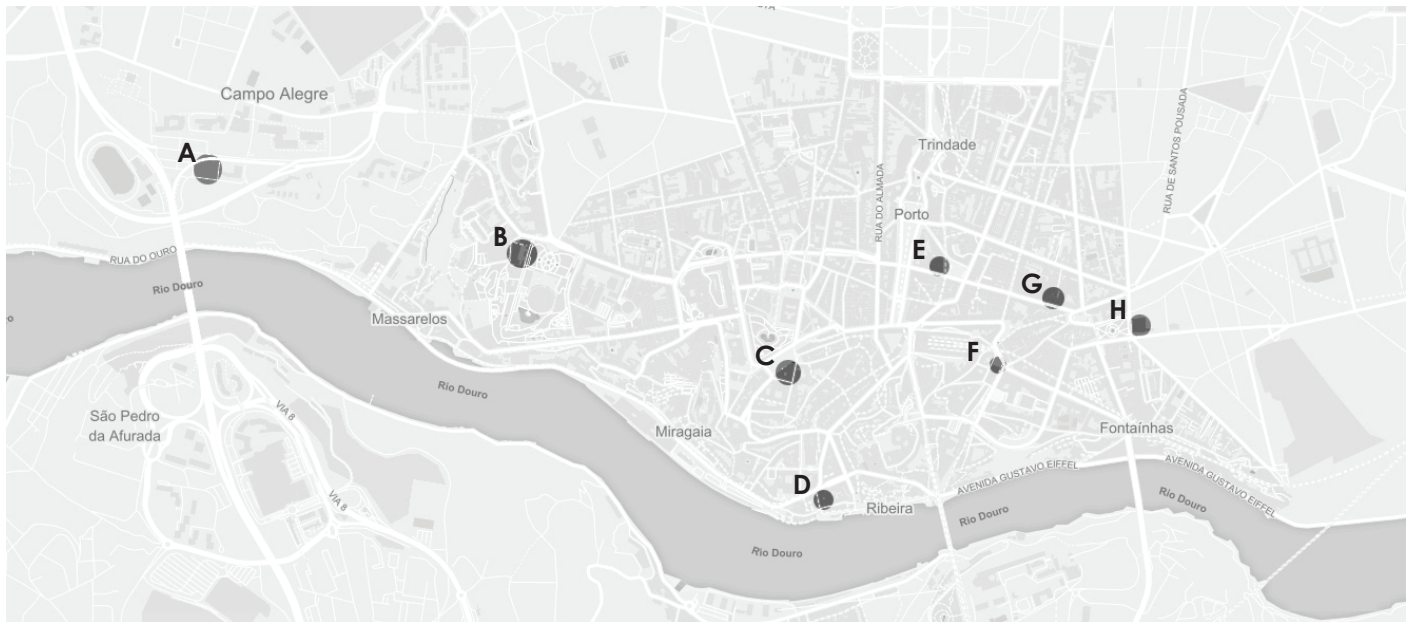 Campo Alegre
A
RUA DO OURO
Rio Douro
Massarelos
B
São Pedro
da Afurada
VIA 8
VIA 8
Rio Douro
Miragaia
C
D
Ribeira
Rio Douro
Trindade
RUA DO ALMADA
Porto
E
G
H
F
RUA DE SANTOS POUSADA
Fontaínhas
AVENIDA GUSTAVO EIFFEL
AVENIDA GUSTAVO EIFFEL
Rio Douro
Rio Douro